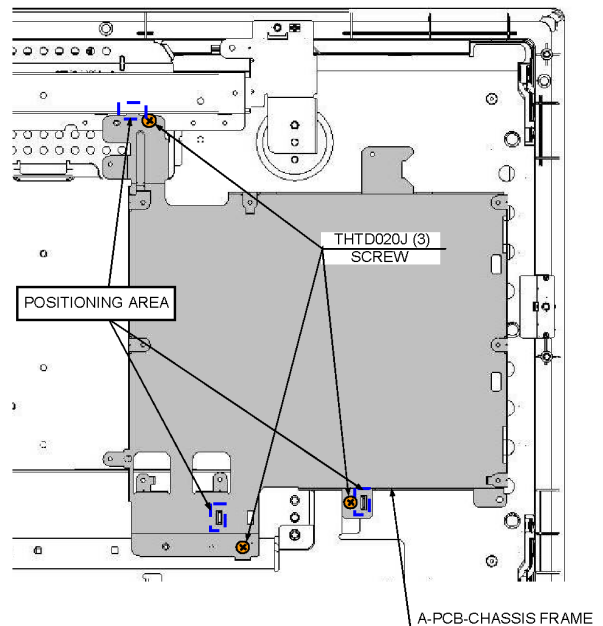 THTD020J (3)
SCREW
POSITIONING AREA
A-PCB-CHASSIS FRAME